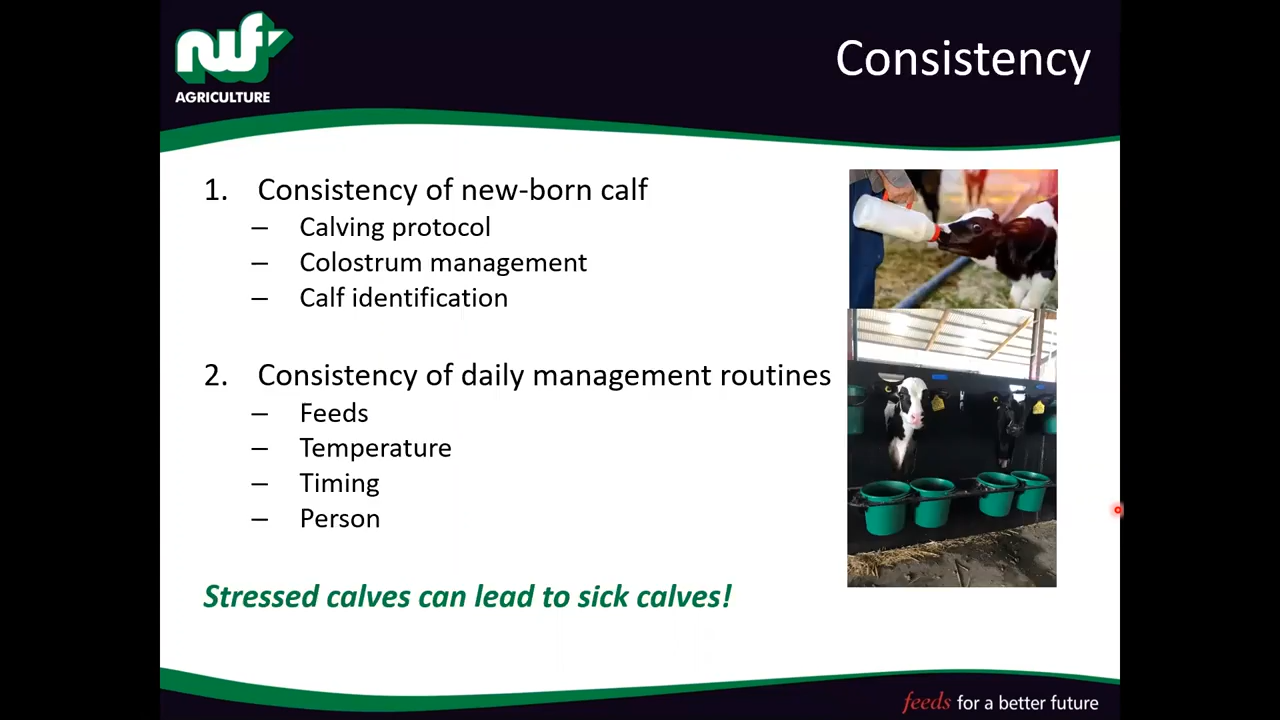 nwf
AGRICULTURE
Consistency
1. Consistency of new-born calf
– Calving protocol
– Colostrum management
– Calf identification
2. Consistency of daily management routines
– Feeds
– Temperature
– Timing
– Person
Stressed calves can lead to sick calves!
feeds for a better future